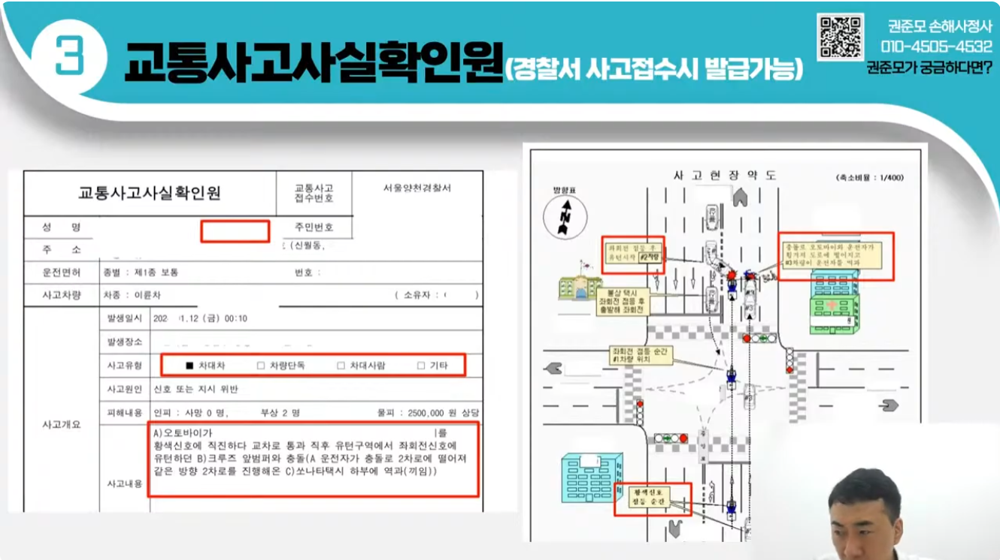 3
교통사고사실확인원(경찰서 사고접수시 발급가능)
권준모 손해사정사
010-4505-4532
권준모가 궁금하다면?
교통사고사실확인원
교통사고
접수번호
서울양천경찰서
성 명
주민번호
주 소
(신월동,
운전면허
종별 : 제1종 보통
번호 :
사고차량
차종 : 이륜차
( 소유자 : )
사고개요
발생일시
202 1.12 (금) 00:10
발생장소
사고유형
■ 차대차 □ 차량단독 □ 차대사람 □ 기타
사고원인
신호 또는 지시 위반
피해내용
인피 : 사망 0 명, 부상 2 명 물피 : 2500,000 원 상당
사고내용
A)오토바이가 를
황색신호에 직진하다 교차로 통과 직후 유턴구역에서 좌회전신호에
유턴하던 B)크루즈 앞범퍼와 충돌(A 운전자가 충돌로 2차로에 떨어져
같은 방향 2차로를 진행해온 C)쏘나타택시 하부에 역과(끼임))
사 고 현 장 약 도
(축소비율 : 1/400)
방향표
좌회전 점등 후
유턴시작 #2차량
충돌로 오토바이의 운전자가
도로에 떨어지고
#3차량이 운전자를 역과
불상 택시
좌회전 점등 후
출발해 좌회전
좌회전 점등 순간
#1차량 위치
황색신호
점등 순간
#3
#3